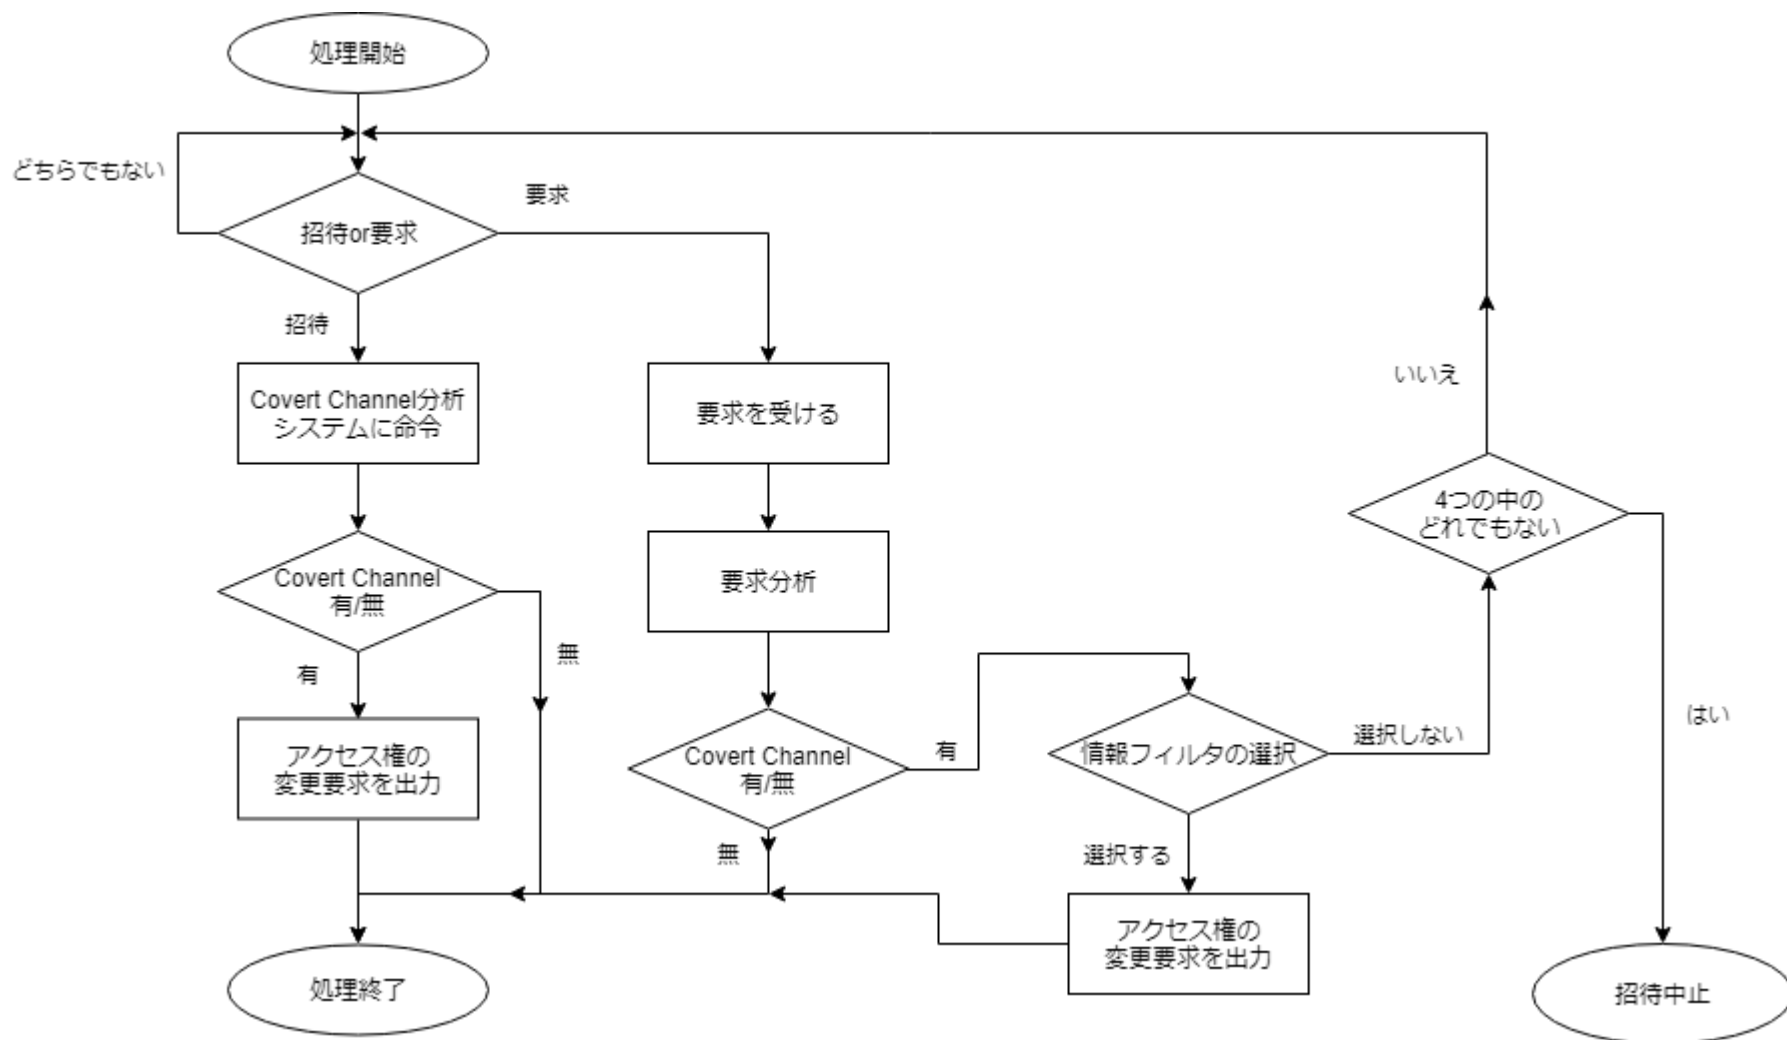 処理開始
どちらでもない
要求
招待or要求
招待
Covert Channel分析
システムに命令
要求を受ける
いいえ
4つの中の
どれでもない
Covert Channel
有/無
要求分析
無
有
はい
アクセス権の
変更要求を出力
Covert Channel
有/無
有
情報フィルタの選択
選択しない
無
選択する
アクセス権の
変更要求を出力
処理終了
招待中止